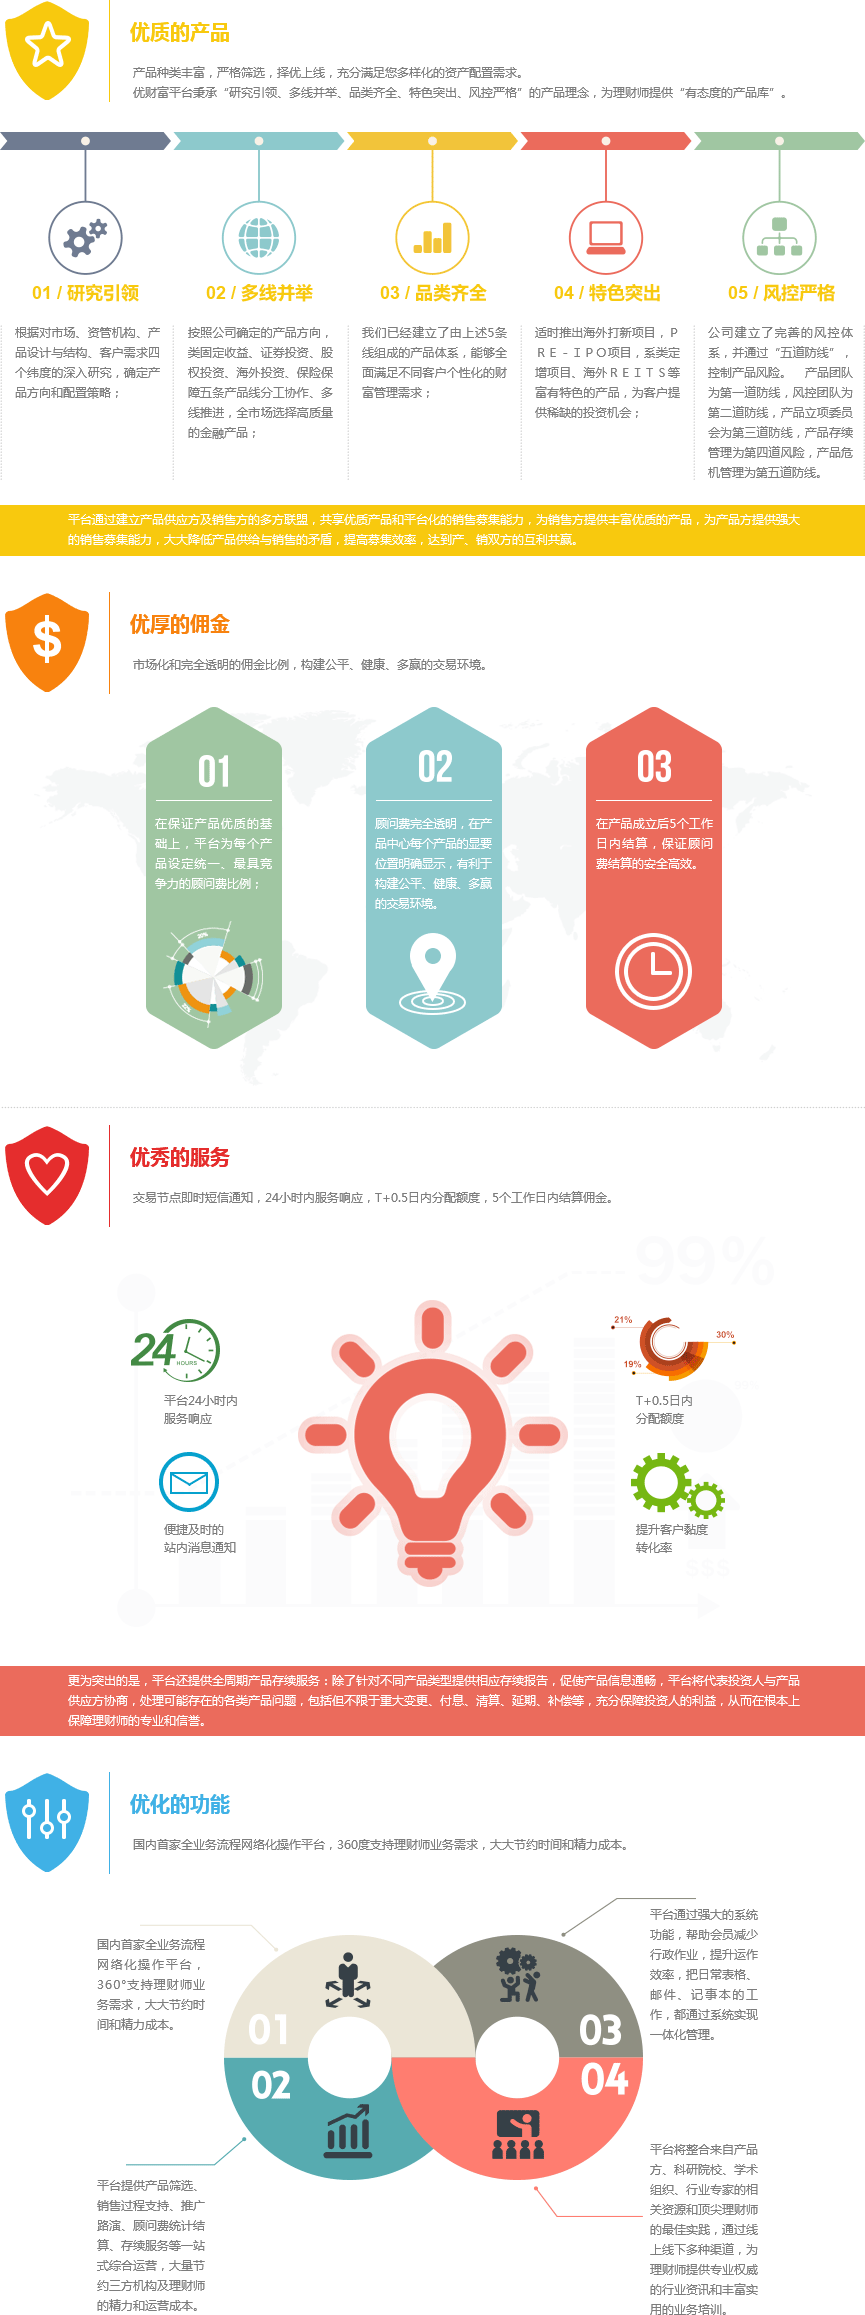 优质的产品
产品种类丰富，严格筛选，择优上线，充分满足您多样化的资产配置需求。
优财富平台秉承“研究引领、多线并举、品类齐全、特色突出、风控严格”的产品理念，为理财师提供“有态度的产品库”。
01 / 研究引领
根据对市场、资管机构、产
品设计与结构、客户需求四
个纬度的深入研究，确定产
品方向和配置策略；
02 / 多线并举
按照公司确定的产品方向，
类固定收益、证券投资、股
权投资、海外投资、保险保
障五条产品线分工协作、多
线推进，全市场选择高质量
的金融产品；
03 / 品类齐全
我们已经建立了由上述5条
线组成的产品体系，能够全
面满足不同客户个性化的财
富管理需求；
04 / 特色突出
适时推出海外打新项目，P
RE-IPO项目，系类定
增项目、海外REITS等
富有特色的产品，为客户提
供稀缺的投资机会；
05 / 风控严格
公司建立了完善的风控体
系，并通过“五道防线”，
控制产品风险。 产品团队
为第一道防线，风控团队为
第二道防线，产品立项委员
会为第三道防线，产品存续
管理为第四道风险，产品危
机管理为第五道防线。
平台通过建立产品供应方及销售方的多方联盟，共享优质产品和平台化的销售募集能力，为销售方提供丰富优质的产品，为产品方提供强大
的销售募集能力，大大降低产品供给与销售的矛盾，提高募集效率，达到产、销双方的互利共赢。
$
优厚的佣金
市场化和完全透明的佣金比例，构建公平、健康、多赢的交易环境。
01
在保证产品优质的基
础上，平台为每个产
品设定统一、最具竞
争力的顾问费比例；
02
顾问费完全透明，在产
品中心每个产品的显要
位置明确显示，有利于
构建公平、健康、多赢
的交易环境。
03
在产品成立后5个工作
日内结算，保证顾问
费结算的安全高效。
优秀的服务
交易节点即时短信通知，24小时内服务响应，T+0.5日内分配额度，5个工作日内结算佣金。
99%
24
HOURS
平台24小时内
服务响应
21%
30%
19%
T+0.5日内
分配额度
便捷及时的
站内消息通知
提升客户黏度
转化率
$$$
更为突出的是，平台还提供全周期产品存续服务：除了针对不同产品类型提供相应存续报告，促使产品信息通畅，平台将代表投资人与产品
供应方协商，处理可能存在的各类产品问题，包括但不限于重大变更、付息、清算、延期、补偿等，充分保障投资人的利益，从而在根本上
保障理财师的专业和信誉。
优化的功能
国内首家全业务流程网络化操作平台，360度支持理财师业务需求，大大节约时间和精力成本。
国内首家全业务流程
网络化操作平台，
360°支持理财师业
务需求，大大节约时
间和精力成本。
01
02
平台提供产品筛选、
销售过程支持、推广
路演、顾问费统计结
算、存续服务等一站
式综合运营，大量节
约三方机构及理财师
的精力和运营成本。
平台通过强大的系统
功能，帮助会员减少
行政作业，提升运作
效率，把日常表格、
邮件、记事本的工
作，都通过系统实现
一体化管理。
03
04
平台将整合来自产品
方、科研院校、学术
组织、行业专家的相
关资源和顶尖理财师
的最佳实践，通过线
上线下多种渠道，为
理财师提供专业权威
的行业资讯和丰富实
用的业务培训。